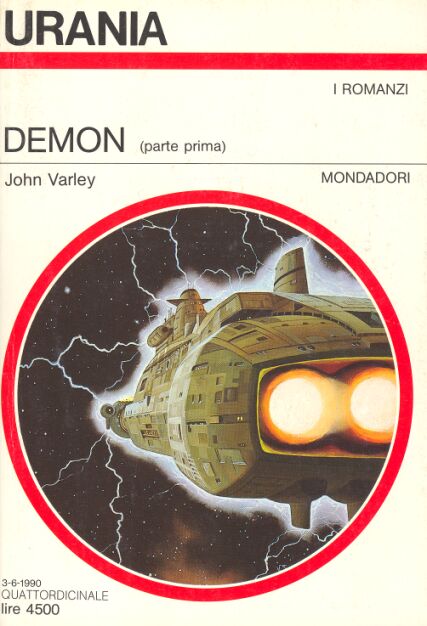 URANIA
I ROMANZI
DEMON (parte prima)
John Varley
MONDADORI
3-6-1990
QUATTORDICINALE
lire 4500